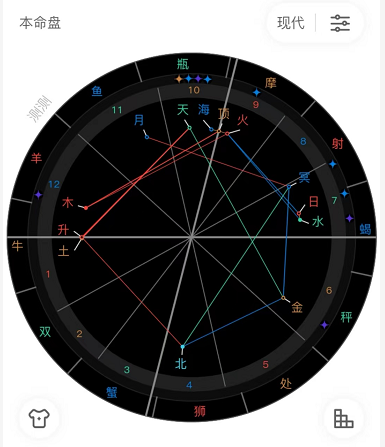 本命盘
现代
测测
瓶
鱼
摩
羊
射
牛
蝎
双
秤
蟹
处
狮
10
11
9
12
8
7
1
6
2
5
3
4
月
天
海
顶
火
冥
木
日
升
水
土
金
北